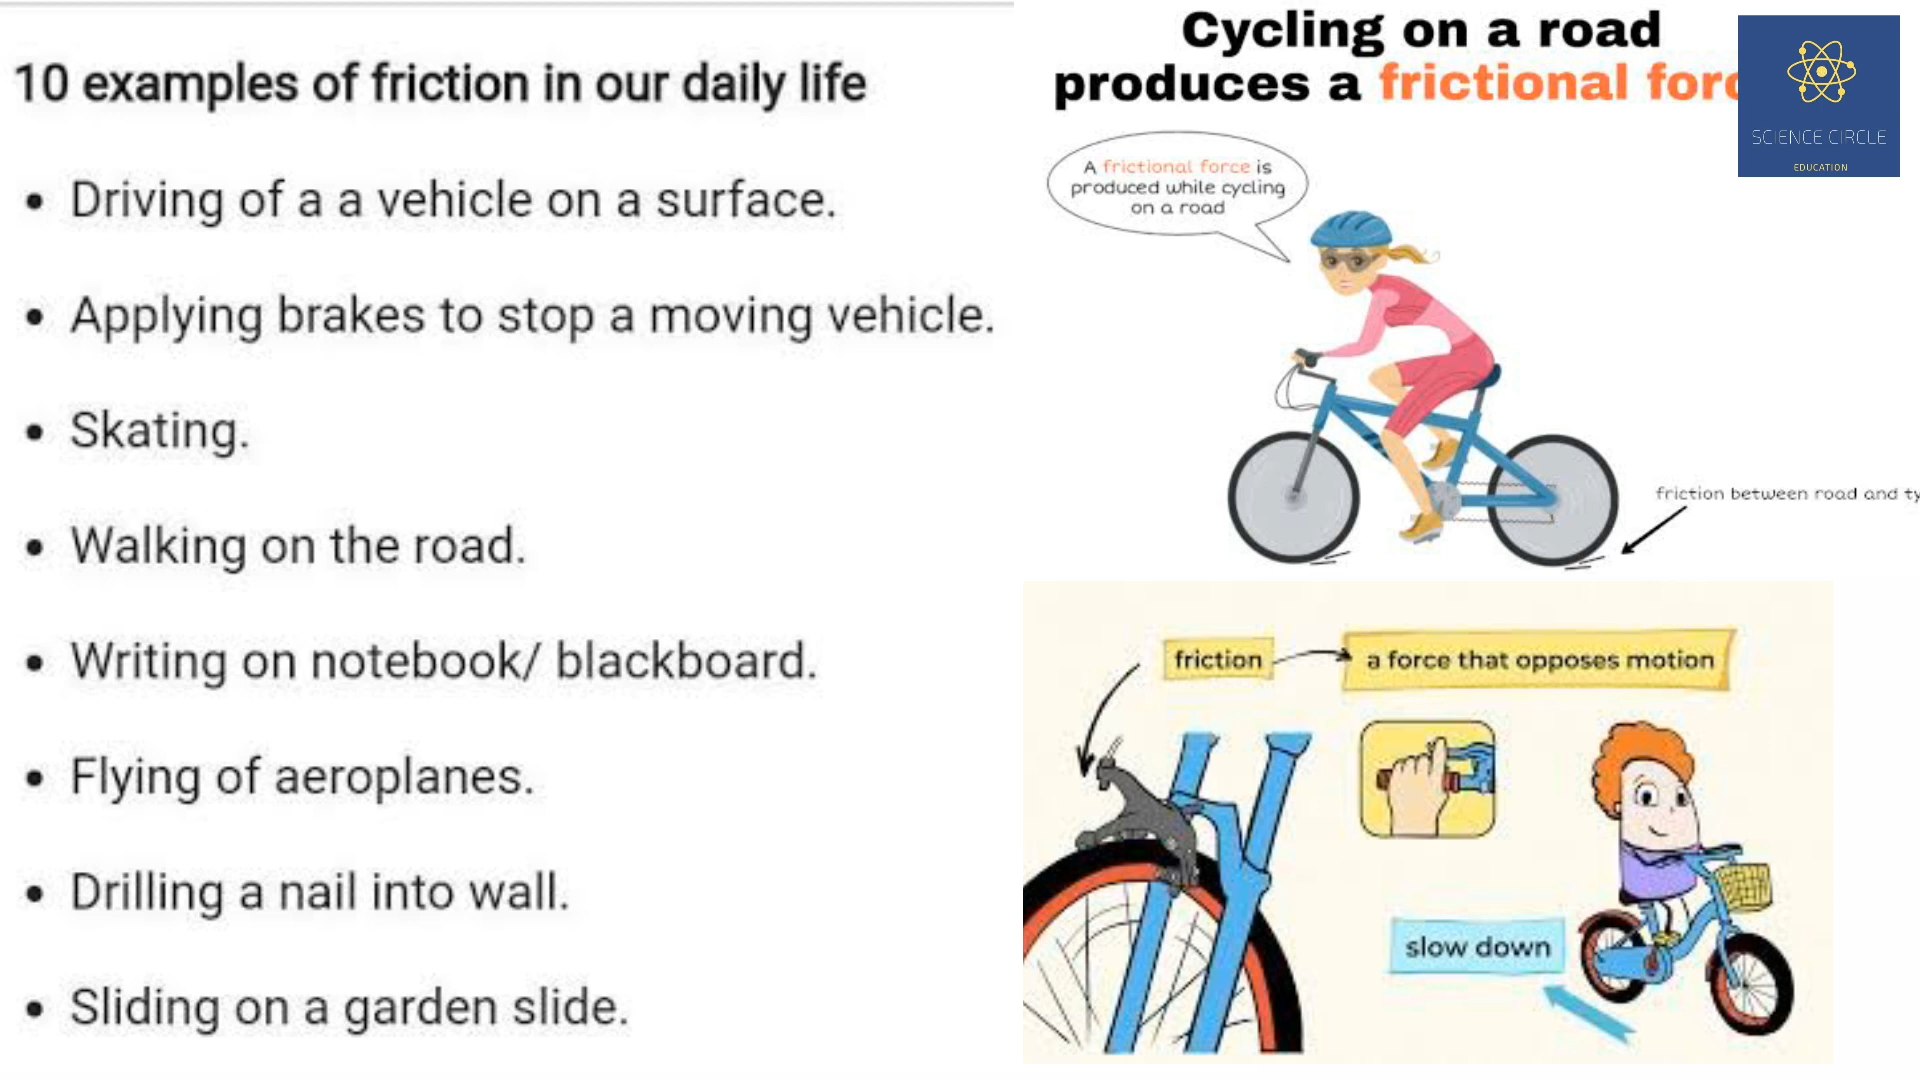 10 examples of friction in our daily life
• Driving of a a vehicle on a surface.
• Applying brakes to stop a moving vehicle.
• Skating.
• Walking on the road.
• Writing on notebook/ blackboard.
• Flying of aeroplanes.
• Drilling a nail into wall.
• Sliding on a garden slide.
Cycling on a road
produces a frictional forc
SCIENCE CIRCLE
EDUCATION
A frictional force is
produced while cycling
on a road
friction between road and ty
friction
a force that opposes motion
slow down